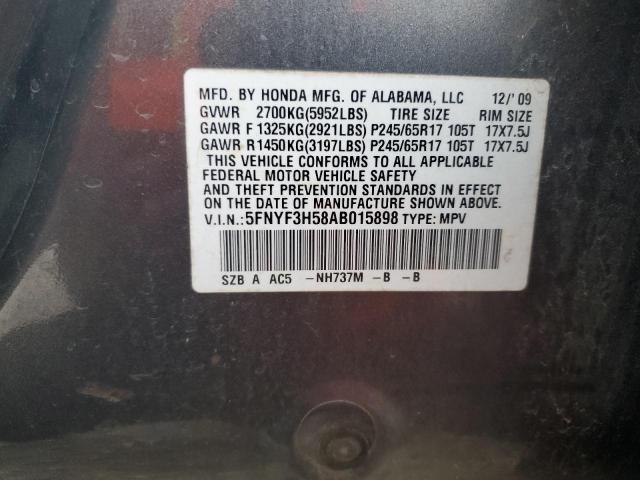 MFD. BY HONDA MFG. OF ALABAMA, LLC 12/'09
GVWR 2700KG(5952LBS) TIRE SIZE RIM SIZE
GAWR F 1325KG(2921LBS) P245/65R17 105T 17X7.5J
GAWR R 1450KG(3197LBS) P245/65R17 105T 17X7.5J
THIS VEHICLE CONFORMS TO ALL APPLICABLE
FEDERAL MOTOR VEHICLE SAFETY
AND THEFT PREVENTION STANDARDS IN EFFECT
ON THE DATE OF MANUFACTURE SHOWN ABOVE.
V.I.N.: 5FNYF3H58AB015898 TYPE: MPV
SZB A AC5 -NH737M -B -B